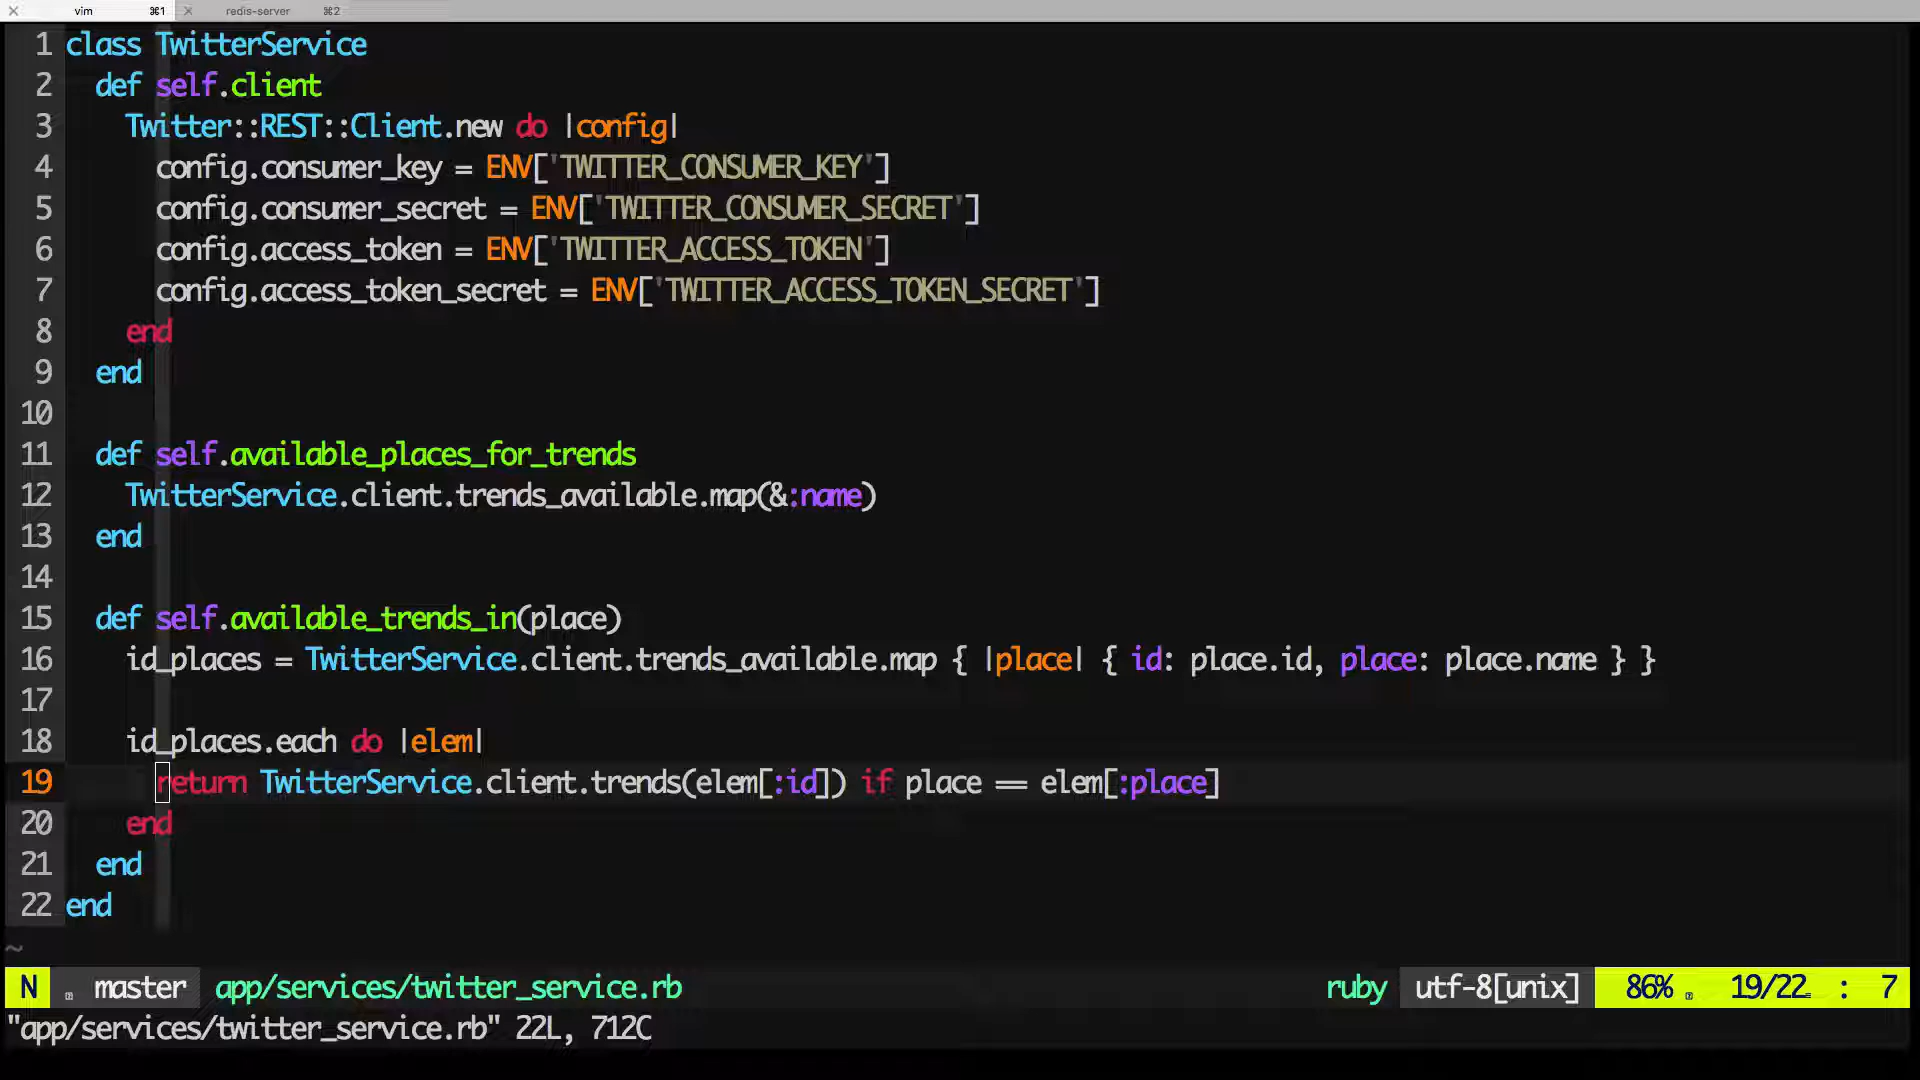 vim ⌘1 redis-server ⌘2
1 class TwitterService
2   def self.client
3     Twitter::REST::Client.new do |config|
4       config.consumer_key = ENV['TWITTER_CONSUMER_KEY']
5       config.consumer_secret = ENV['TWITTER_CONSUMER_SECRET']
6       config.access_token = ENV['TWITTER_ACCESS_TOKEN']
7       config.access_token_secret = ENV['TWITTER_ACCESS_TOKEN_SECRET']
8     end
9   end
10
11   def self.available_places_for_trends
12     TwitterService.client.trends_available.map(&:name)
13   end
14
15   def self.available_trends_in(place)
16     id_places = TwitterService.client.trends_available.map { |place| { id: place.id, place: place.name } }
17
18     id_places.each do |elem|
19       return TwitterService.client.trends(elem[:id]) if place == elem[:place]
20     end
21   end
22 end
~
N master app/services/twitter_service.rb ruby utf-8[unix] 86% 19/22 : 7
"app/services/twitter_service.rb" 22L, 712C